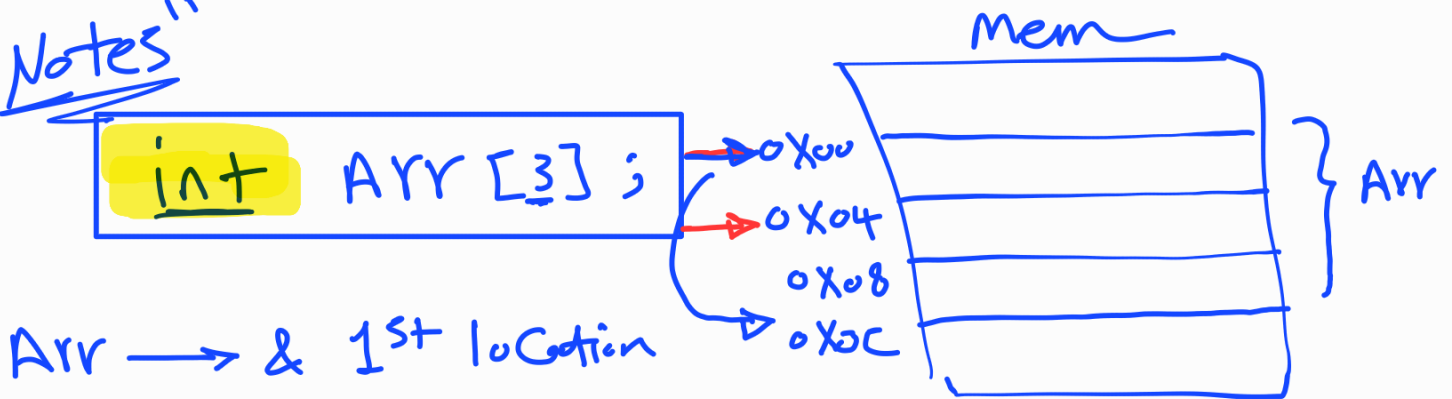 Notes
Mem
int Arr [3] ;
0X00
0X04
0X08
0X0C
Arr
Arr → & 1st location